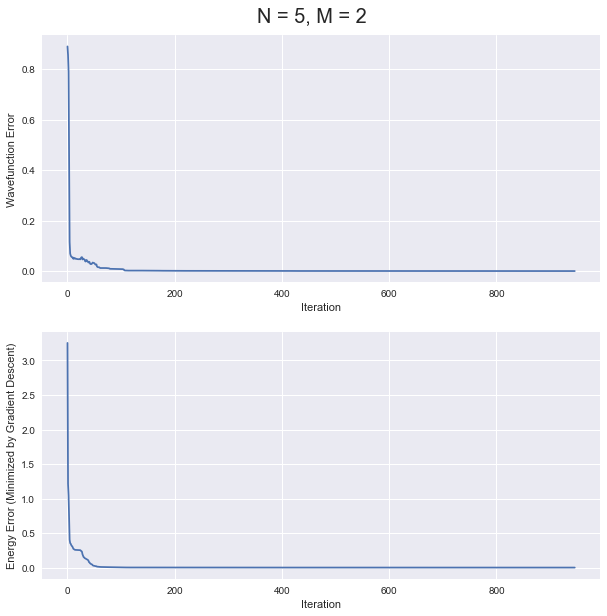 N = 5, M = 2
Wavefunction Error
0.8
0.6
0.4
0.2
0.0
0 200 400 600 800
Iteration
Energy Error (Minimized by Gradient Descent)
3.0
2.5
2.0
1.5
1.0
0.5
0.0
0 200 400 600 800
Iteration